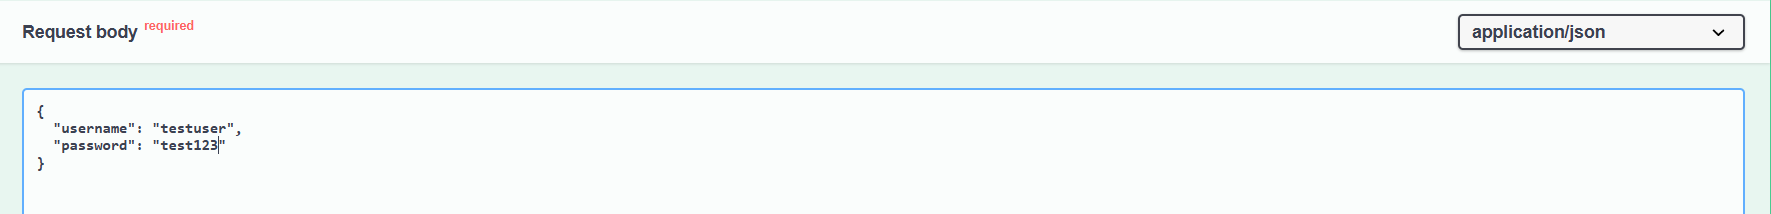 Request body required
application/json
{
  "username": "testuser",
  "password": "test123"
}